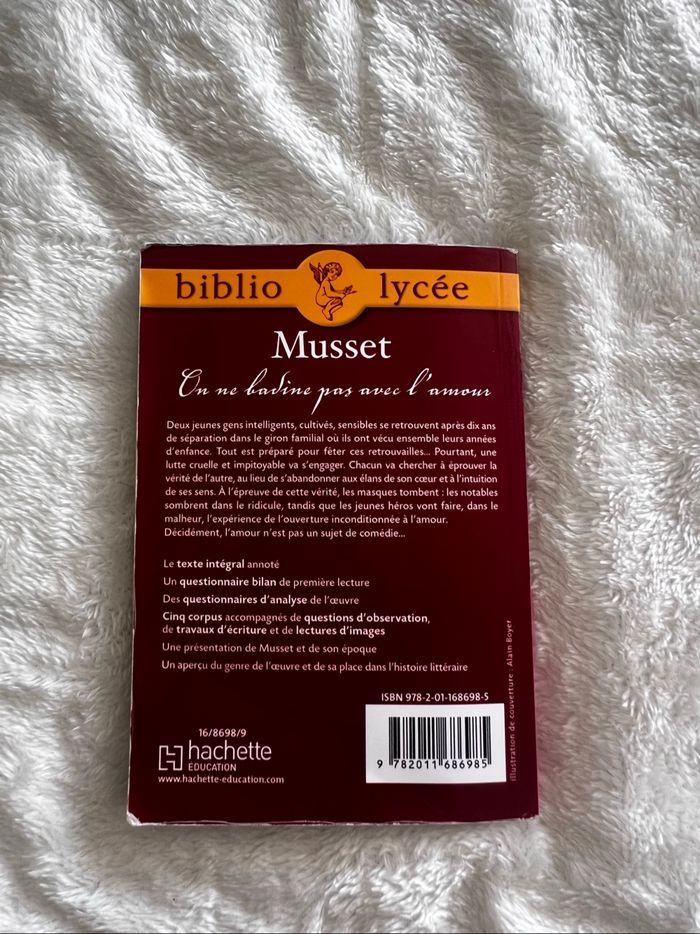 biblio lycée
Musset
On ne badine pas avec l'amour
Deux jeunes gens intelligents, cultivés, sensibles se retrouvent après dix ans
de séparation dans le giron familial où ils ont vécu ensemble leurs années
d'enfance. Tout est préparé pour fêter ces retrouvailles... Pourtant, une
lutte cruelle et impitoyable va s'engager. Chacun va chercher à éprouver la
vérité de l'autre, au lieu de s'abandonner aux élans de son cœur et à l'intuition
de ses sens. À l'épreuve de cette vérité, les masques tombent : les notables
sombrent dans le ridicule, tandis que les jeunes héros vont faire, dans le
malheur, l'expérience de l'ouverture inconditionnée à l'amour.
Décidément, l'amour n'est pas un sujet de comédie...
Le texte intégral annoté
Un questionnaire bilan de première lecture
Des questionnaires d'analyse de l'œuvre
Cinq corpus accompagnés de questions d'observation,
de travaux d'écriture et de lectures d'images
Une présentation de Musset et de son époque
Un aperçu du genre de l'œuvre et de sa place dans l'histoire littéraire
Illustration de couverture : Alain Boyer
ISBN 978-2-01-168698-5
16/8698/9
hachette
ÉDUCATION
www.hachette-education.com
9 782011 686985